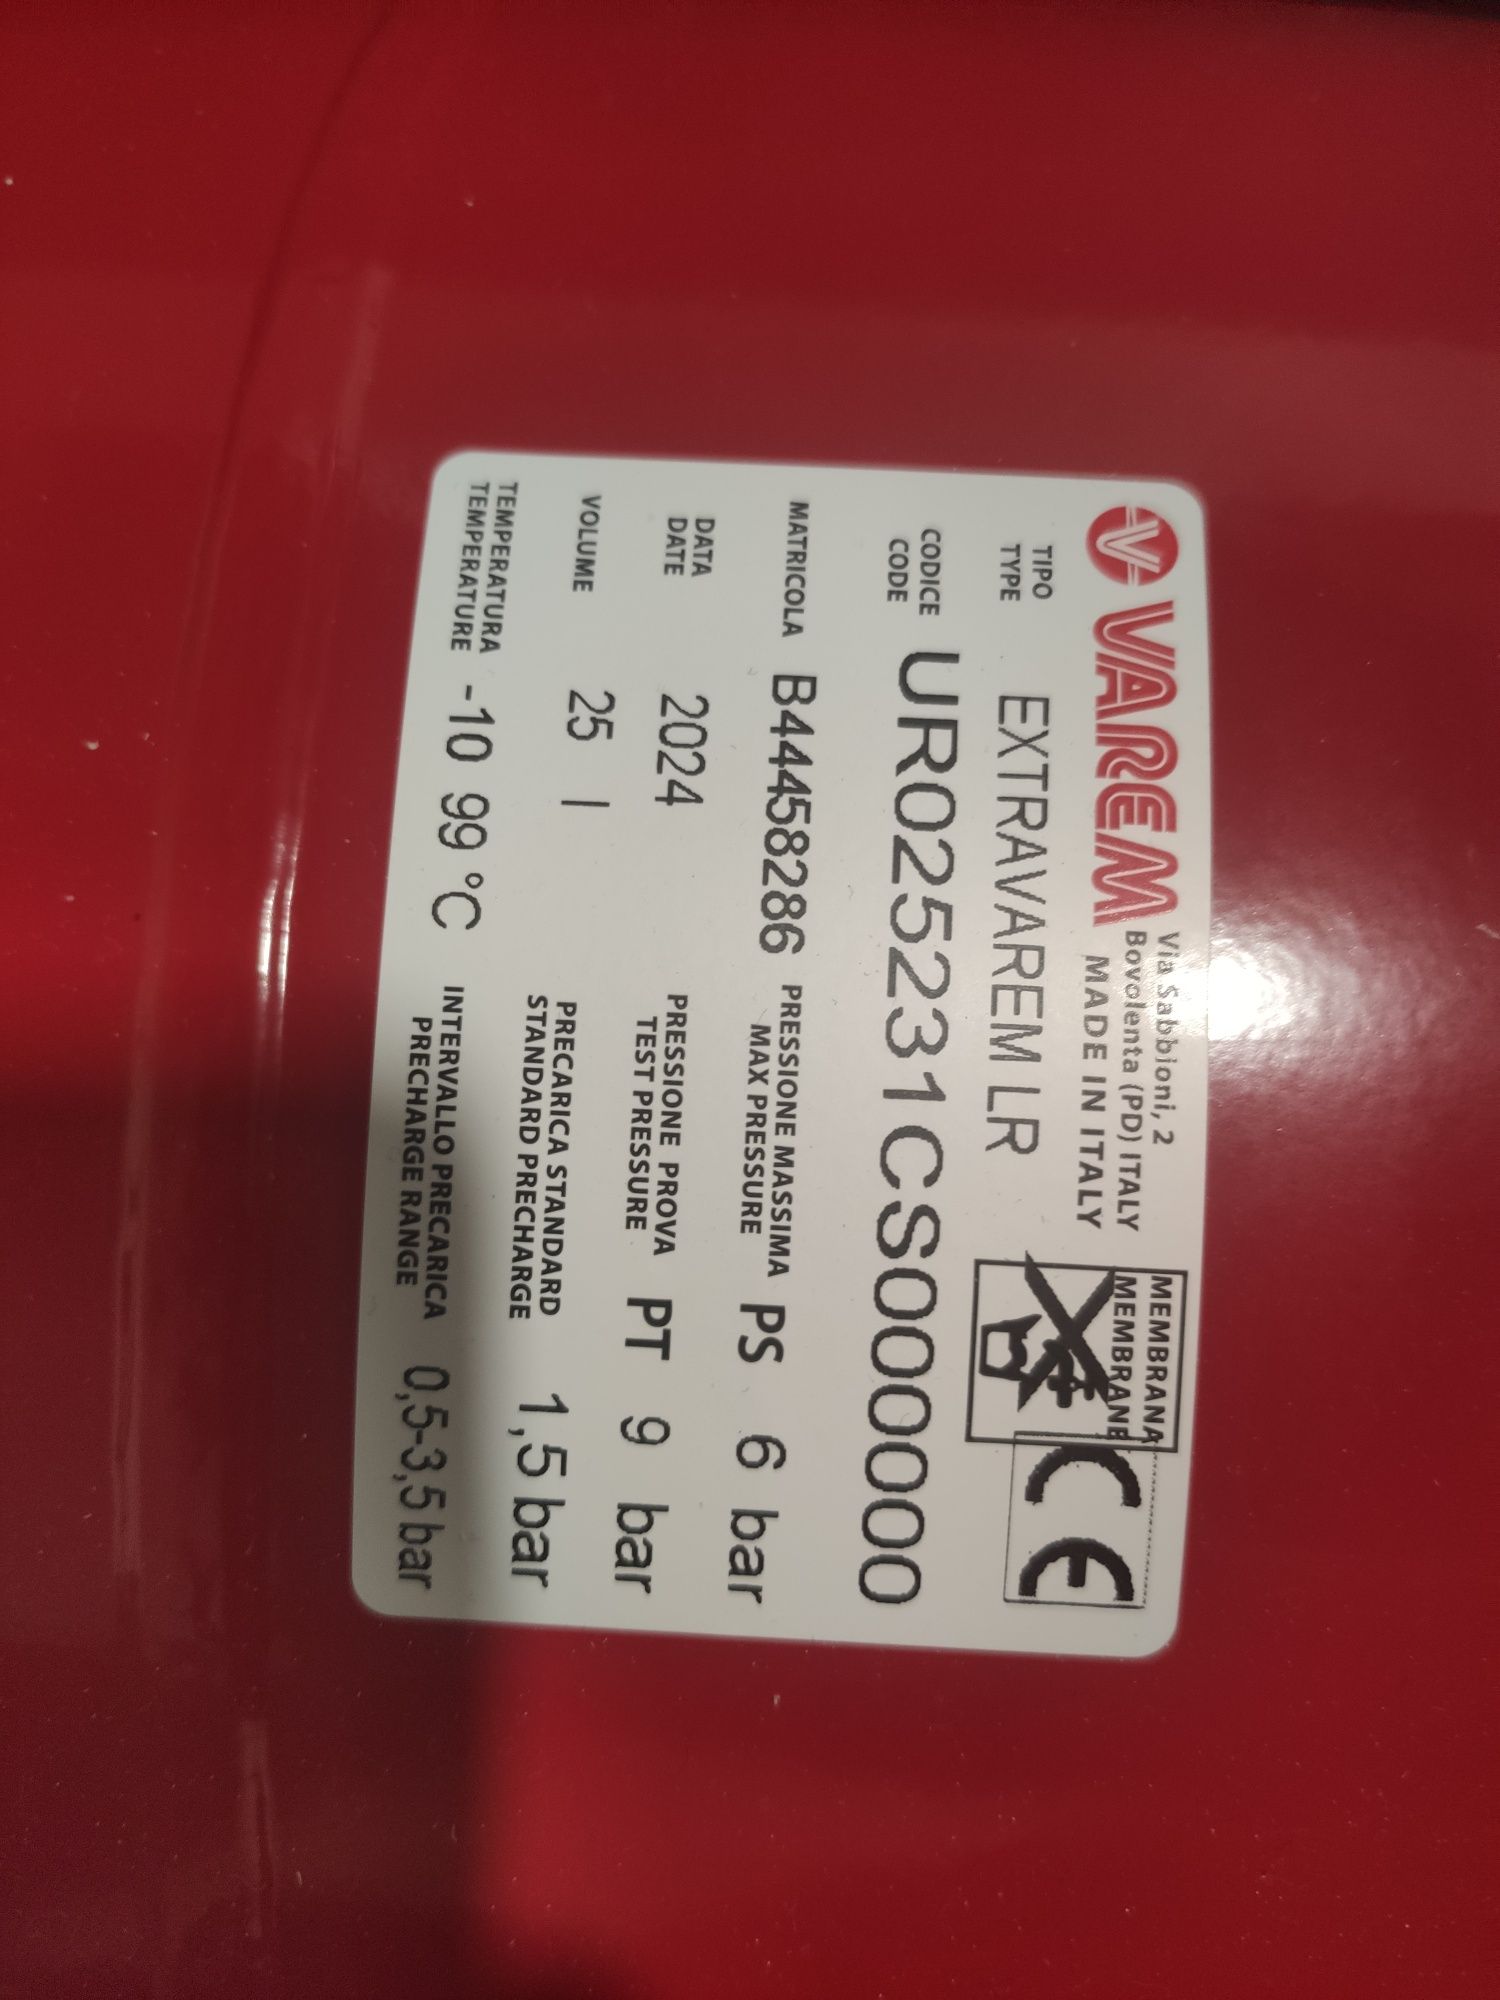 VAREM
Via Sabbioni, 2
Bovolenta (PD) ITALY
MADE IN ITALY
MEMBRANA
MEMBRANE
CE
TIPO
TYPE
EXTRAVAREM LR
CODICE
CODE
UR025231CS000000
MATRICOLA B44458286
PRESSIONE MASSIMA
MAX PRESSURE
PS 6 bar
DATA
DATE
2024
PRESSIONE PROVA
TEST PRESSURE
PT 9 bar
VOLUME 25 l
PRECARICA STANDARD
STANDARD PRECHARGE
1,5 bar
TEMPERATURA
TEMPERATURE
-10 99 °C
INTERVALLO PRECARICA
PRECHARGE RANGE
0,5-3,5 bar